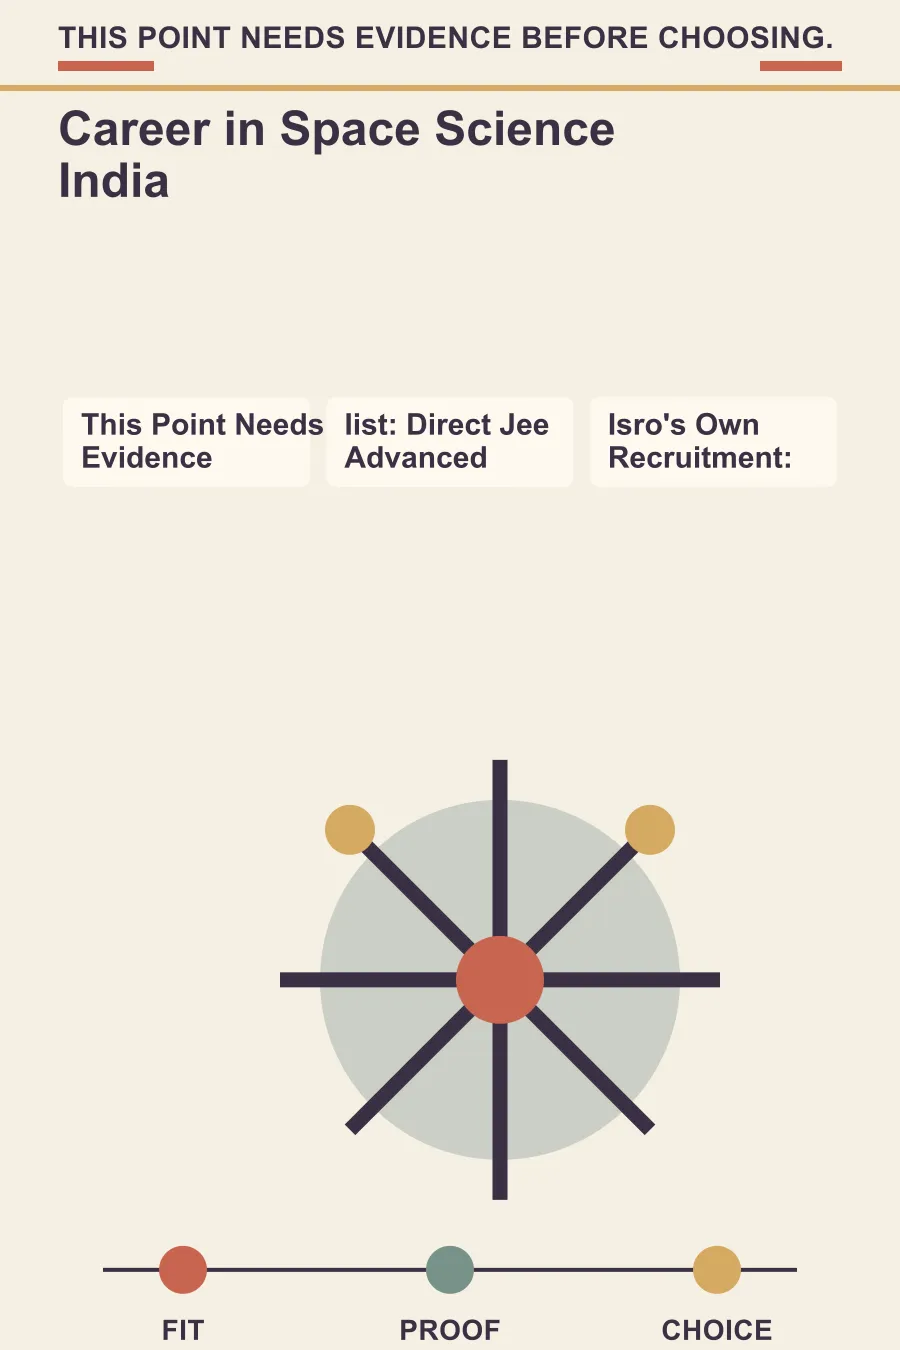 THIS POINT NEEDS EVIDENCE BEFORE CHOOSING.
Career in Space Science
India
This Point Needs
Evidence
list: Direct Jee
Advanced
Isro's Own
Recruitment:
FIT
PROOF
CHOICE